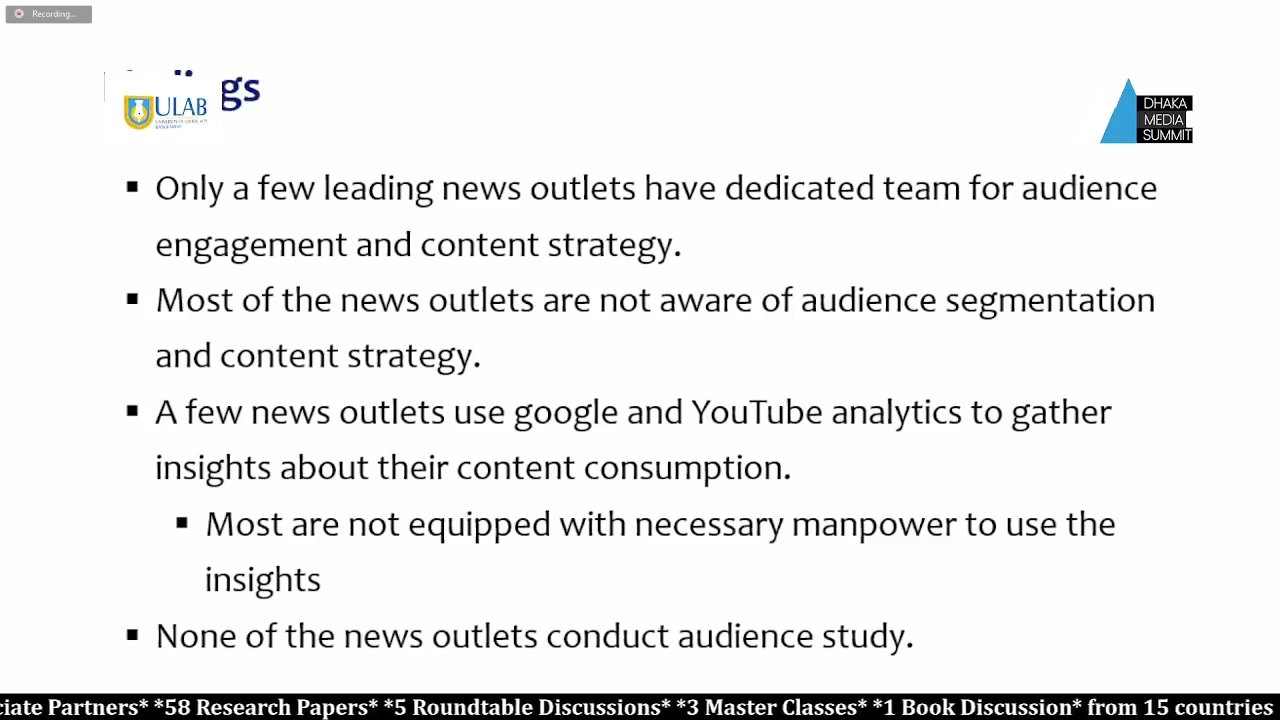 Recording...
ULAB
DHAKA
MEDIA
SUMMIT
▪ Only a few leading news outlets have dedicated team for audience
engagement and content strategy.
▪ Most of the news outlets are not aware of audience segmentation
and content strategy.
▪ A few news outlets use google and YouTube analytics to gather
insights about their content consumption.
▪ Most are not equipped with necessary manpower to use the
insights
▪ None of the news outlets conduct audience study.
ciate Partners* *58 Research Papers* *5 Roundtable Discussions* *3 Master Classes* *1 Book Discussion* from 15 countries